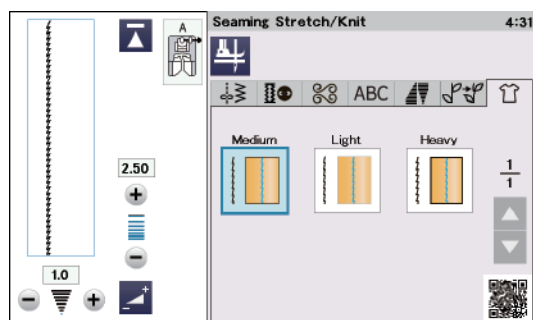 Seaming Stretch/Knit 4:31
A
ABC
Medium Light Heavy
2.50
1
1
1.0